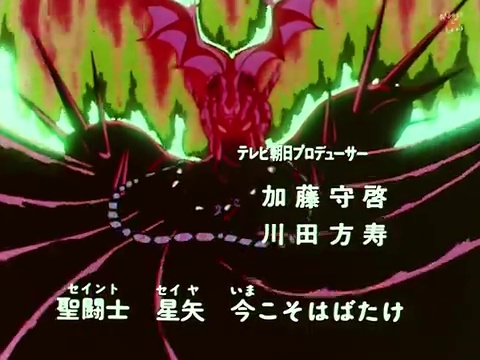 テレビ朝日プロデューサー
加藤守啓
川田方寿
セイント セイヤ いま
聖闘士 星矢 今こそはばたけ